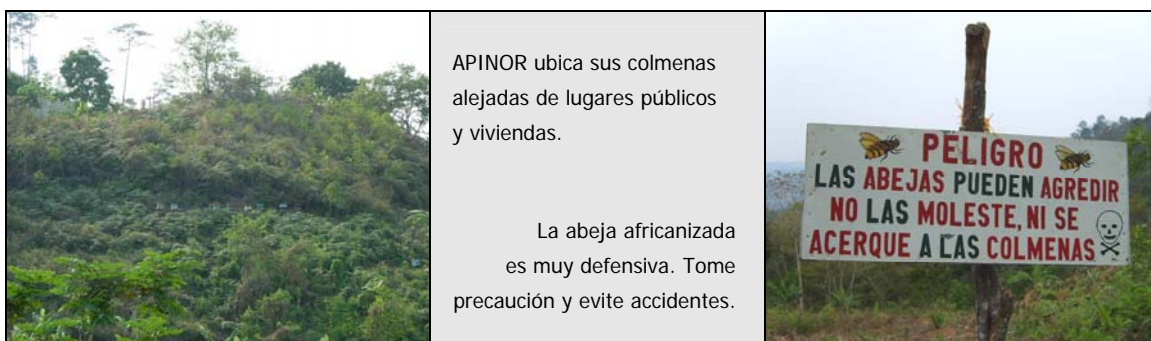 APINOR ubica sus colmenas
alejadas de lugares públicos
y viviendas.
La abeja africanizada
es muy defensiva. Tome
precaución y evite accidentes.
PELIGRO
LAS ABEJAS PUEDEN AGREDIR
NO LAS MOLESTE, NI SE
ACERQUE A LAS COLMENAS